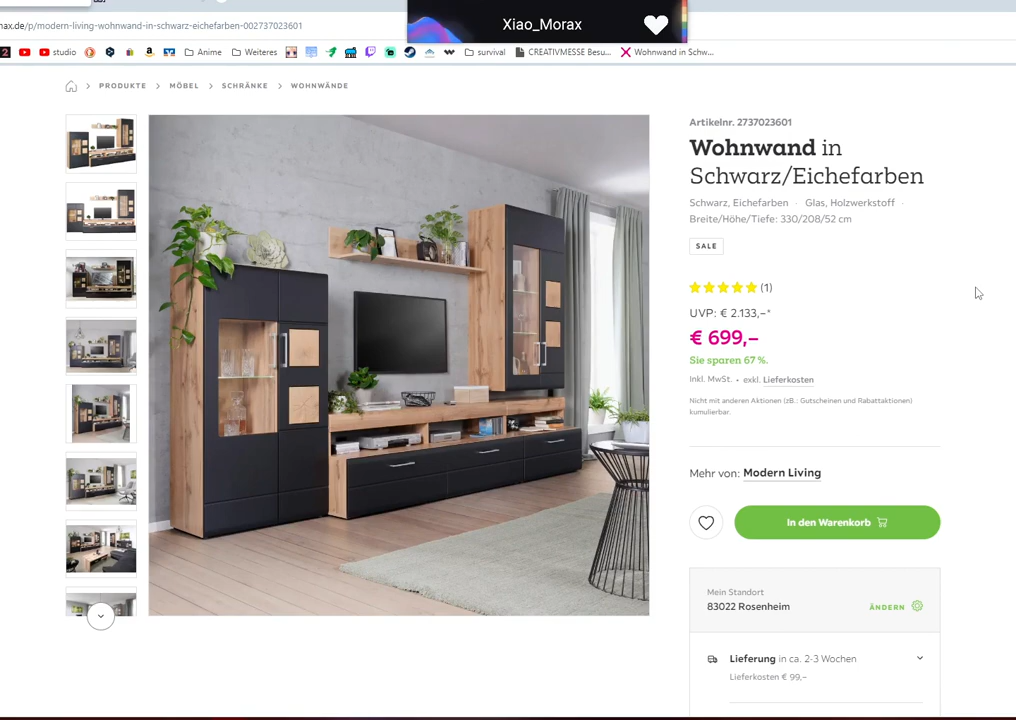 Xiao_Morax
nax.de/p/modern-living-wohnwand-in-schwarz-eichefarben-002737023601
studio
Anime
Weiteres
survival
CREATIVMESSE Besu...
Wohnwand in Schw...
PRODUKTE
MÖBEL
SCHRÄNKE
WOHNWÄNDE
Artikelnr. 2737023601
Wohnwand in
Schwarz/Eichefarben
Schwarz, Eichefarben · Glas, Holzwerkstoff ·
Breite/Höhe/Tiefe: 330/208/52 cm
SALE
(1)
UVP: € 2.133,–*
€ 699,–
Sie sparen 67 %.
Inkl. MwSt. • exkl. Lieferkosten
Nicht mit anderen Aktionen (zB.: Gutscheinen und Rabattaktionen)
kumulierbar.
Mehr von: Modern Living
In den Warenkorb
Mein Standort
83022 Rosenheim
ÄNDERN
Lieferung in ca. 2-3 Wochen
Lieferkosten € 99,–